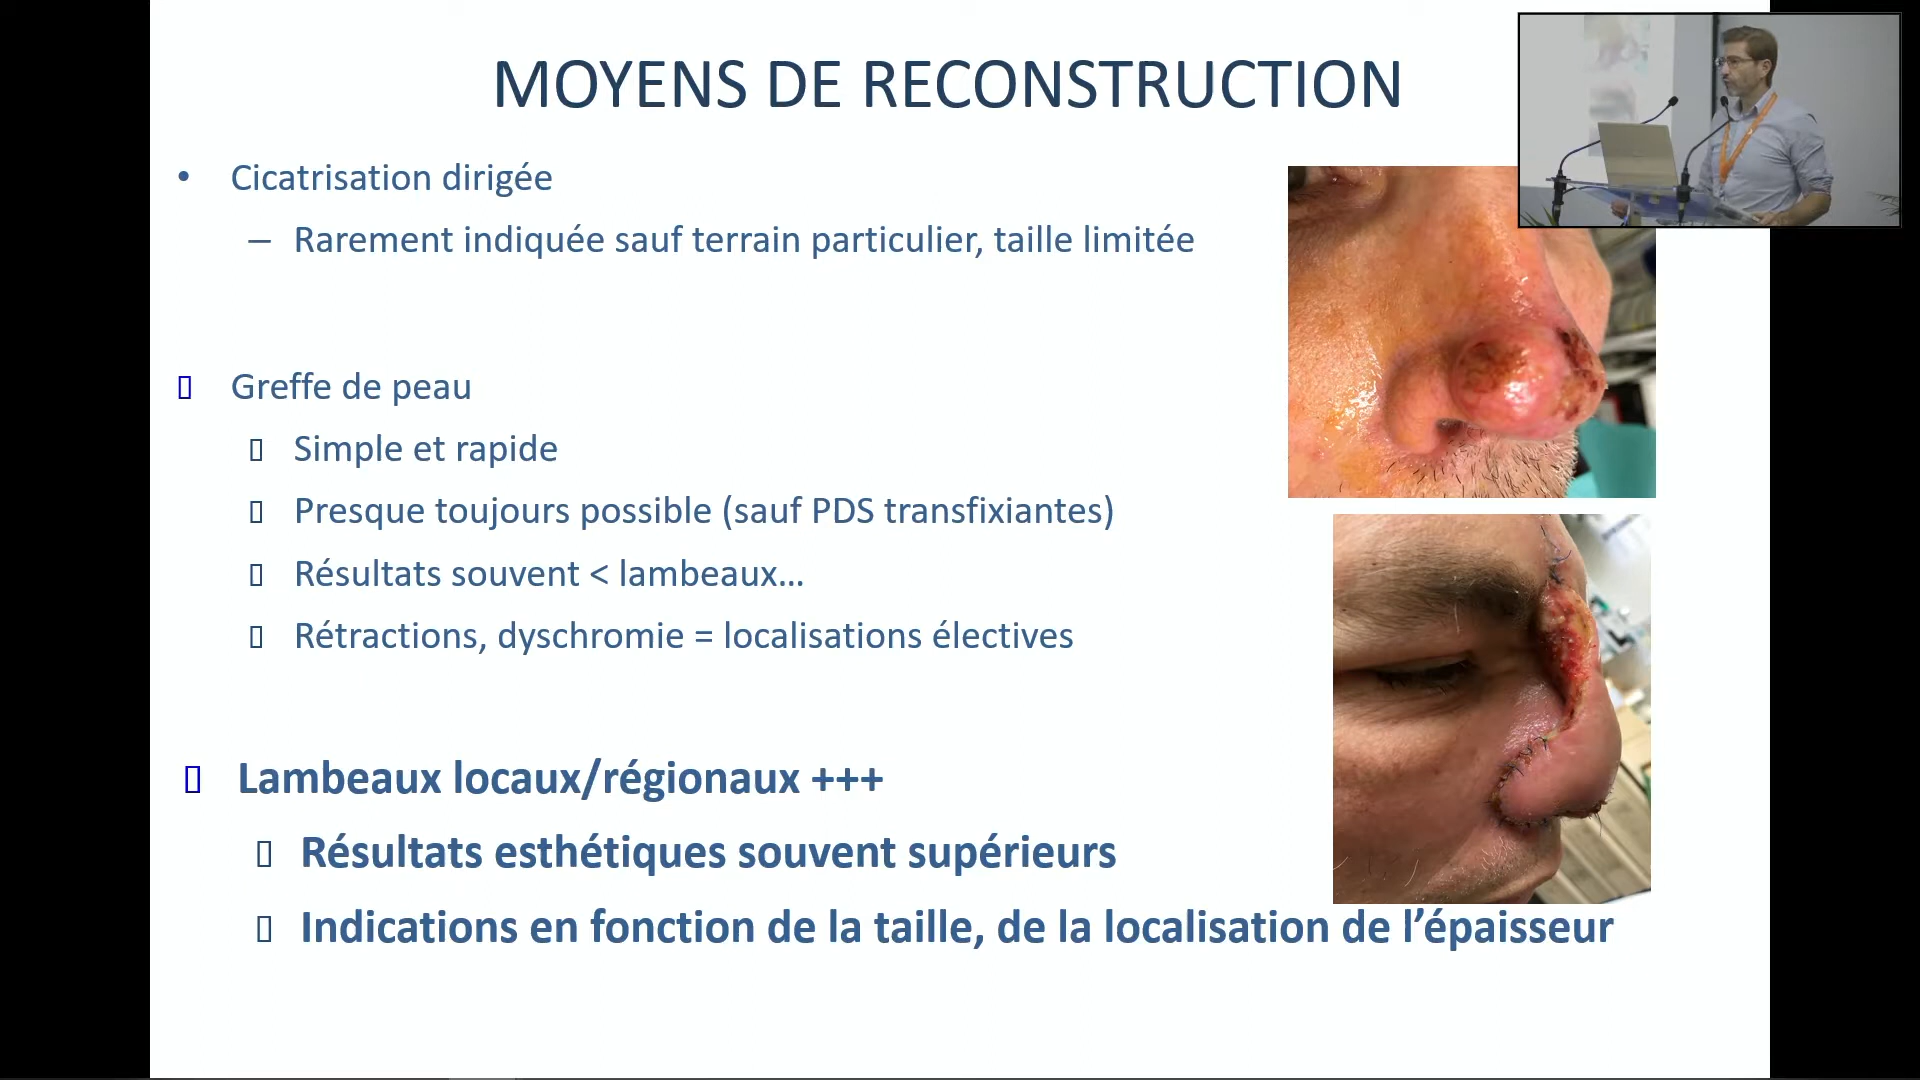 MOYENS DE RECONSTRUCTION
• Cicatrisation dirigée
– Rarement indiquée sauf terrain particulier, taille limitée
▯ Greffe de peau
▯ Simple et rapide
▯ Presque toujours possible (sauf PDS transfixiantes)
▯ Résultats souvent < lambeaux…
▯ Rétractions, dyschromie = localisations électives
▯ Lambeaux locaux/régionaux +++
▯ Résultats esthétiques souvent supérieurs
▯ Indications en fonction de la taille, de la localisation de l’épaisseur